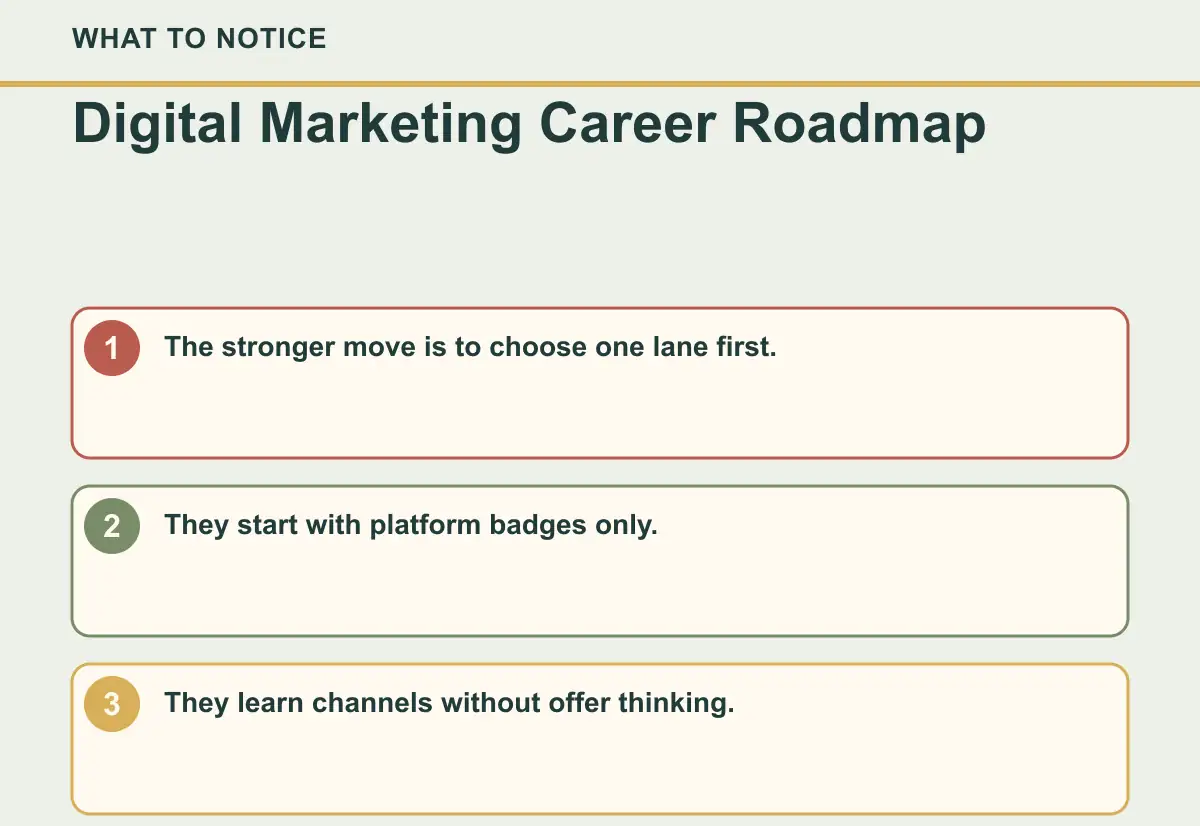 WHAT TO NOTICE
Digital Marketing Career Roadmap
1 The stronger move is to choose one lane first.
2 They start with platform badges only.
3 They learn channels without offer thinking.